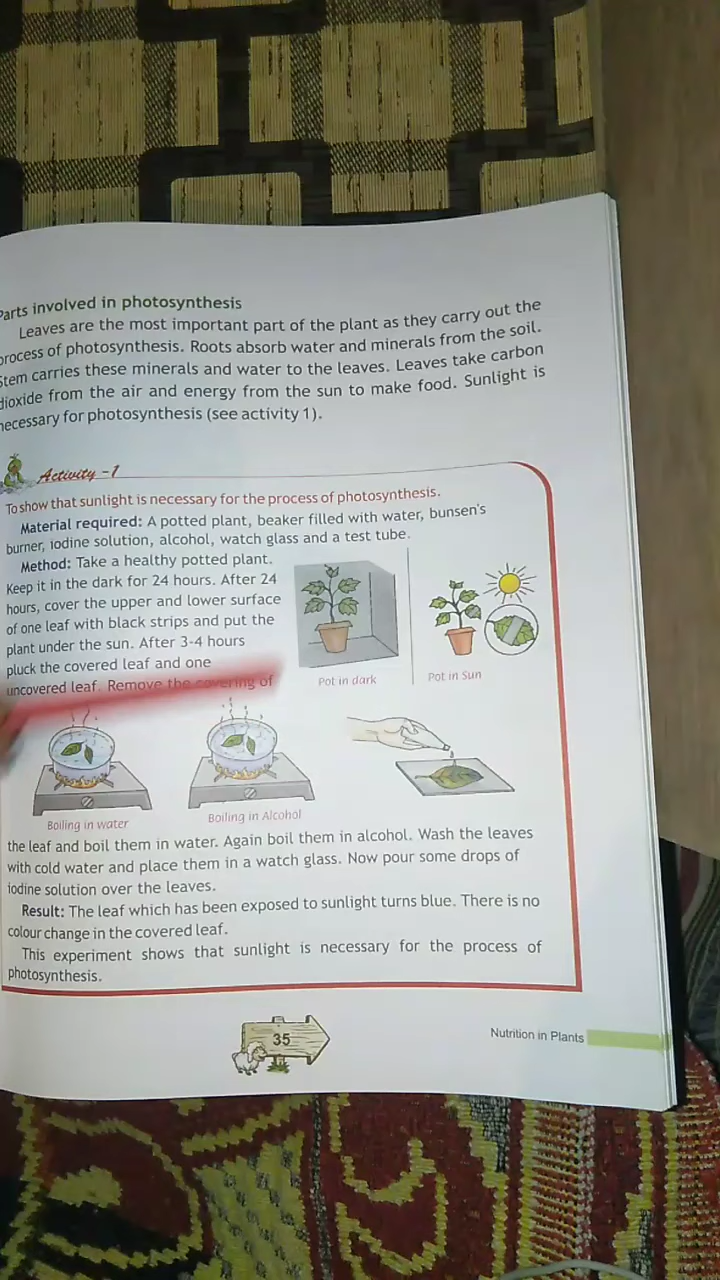 Parts involved in photosynthesis
Leaves are the most important part of the plant as they carry out the
process of photosynthesis. Roots absorb water and minerals from the soil.
Stem carries these minerals and water to the leaves. Leaves take carbon
dioxide from the air and energy from the sun to make food. Sunlight is
necessary for photosynthesis (see activity 1).
Activity -1
To show that sunlight is necessary for the process of photosynthesis.
Material required: A potted plant, beaker filled with water, bunsen's
burner, iodine solution, alcohol, watch glass and a test tube.
Method: Take a healthy potted plant.
Keep it in the dark for 24 hours. After 24
hours, cover the upper and lower surface
of one leaf with black strips and put the
plant under the sun. After 3-4 hours
pluck the covered leaf and one
uncovered leaf. Remove the covering of
Pot in dark
Pot in Sun
Boiling in water
Boiling in Alcohol
the leaf and boil them in water. Again boil them in alcohol. Wash the leaves
with cold water and place them in a watch glass. Now pour some drops of
iodine solution over the leaves.
Result: The leaf which has been exposed to sunlight turns blue. There is no
colour change in the covered leaf.
This experiment shows that sunlight is necessary for the process of
photosynthesis.
35
Nutrition in Plants